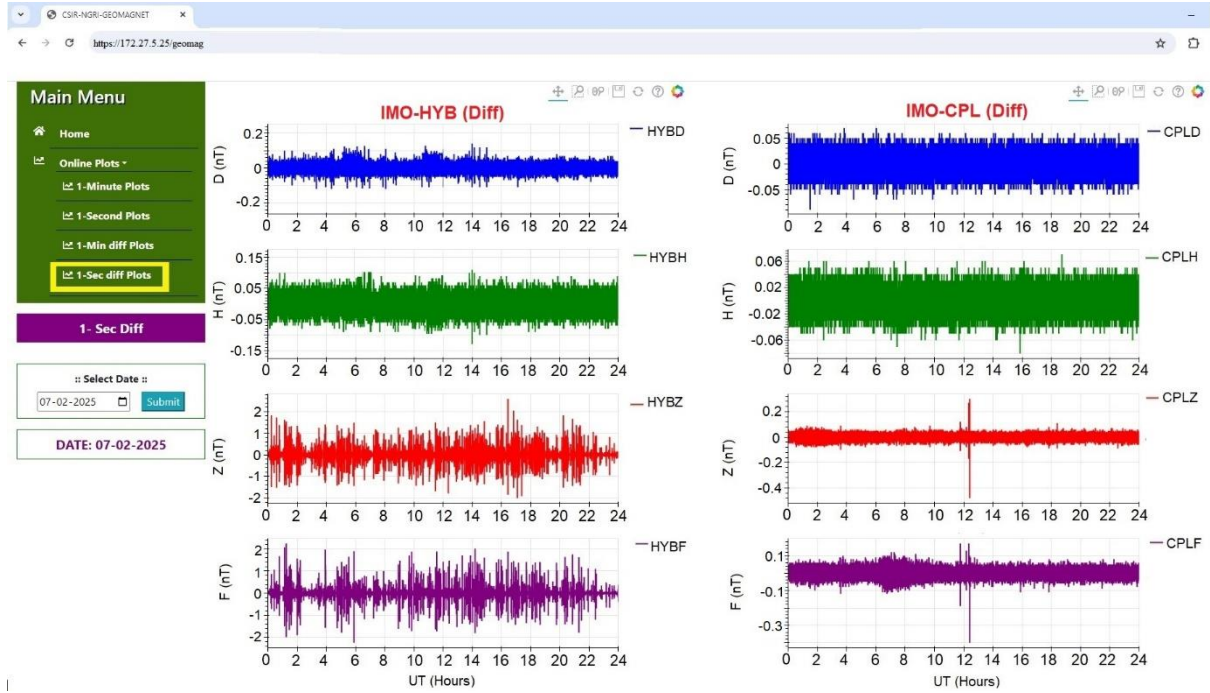 CSIR-NGRI-GEOMAGNET ×
https://172.27.5.25/geomag
Main Menu
Home
Online Plots
1-Minute Plots
1-Second Plots
1-Min diff Plots
1-Sec diff Plots
1- Sec Diff
:: Select Date ::
07-02-2025 Submit
DATE: 07-02-2025
IMO-HYB (Diff)
HYBD
D (nT)
0.2
0
-0.2
0 2 4 6 8 10 12 14 16 18 20 22 24
HYBH
H (nT)
0.15
0.05
-0.05
-0.15
0 2 4 6 8 10 12 14 16 18 20 22 24
HYBZ
Z (nT)
2
1
0
-1
-2
0 2 4 6 8 10 12 14 16 18 20 22 24
HYBF
F (nT)
2
1
0
-1
-2
0 2 4 6 8 10 12 14 16 18 20 22 24
UT (Hours)
IMO-CPL (Diff)
CPLD
D (nT)
0.05
0
-0.05
0 2 4 6 8 10 12 14 16 18 20 22 24
CPLH
H (nT)
0.06
0.02
-0.02
-0.06
0 2 4 6 8 10 12 14 16 18 20 22 24
CPLZ
Z (nT)
0.2
0
-0.2
-0.4
0 2 4 6 8 10 12 14 16 18 20 22 24
CPLF
F (nT)
0.1
-0.1
-0.3
0 2 4 6 8 10 12 14 16 18 20 22 24
UT (Hours)